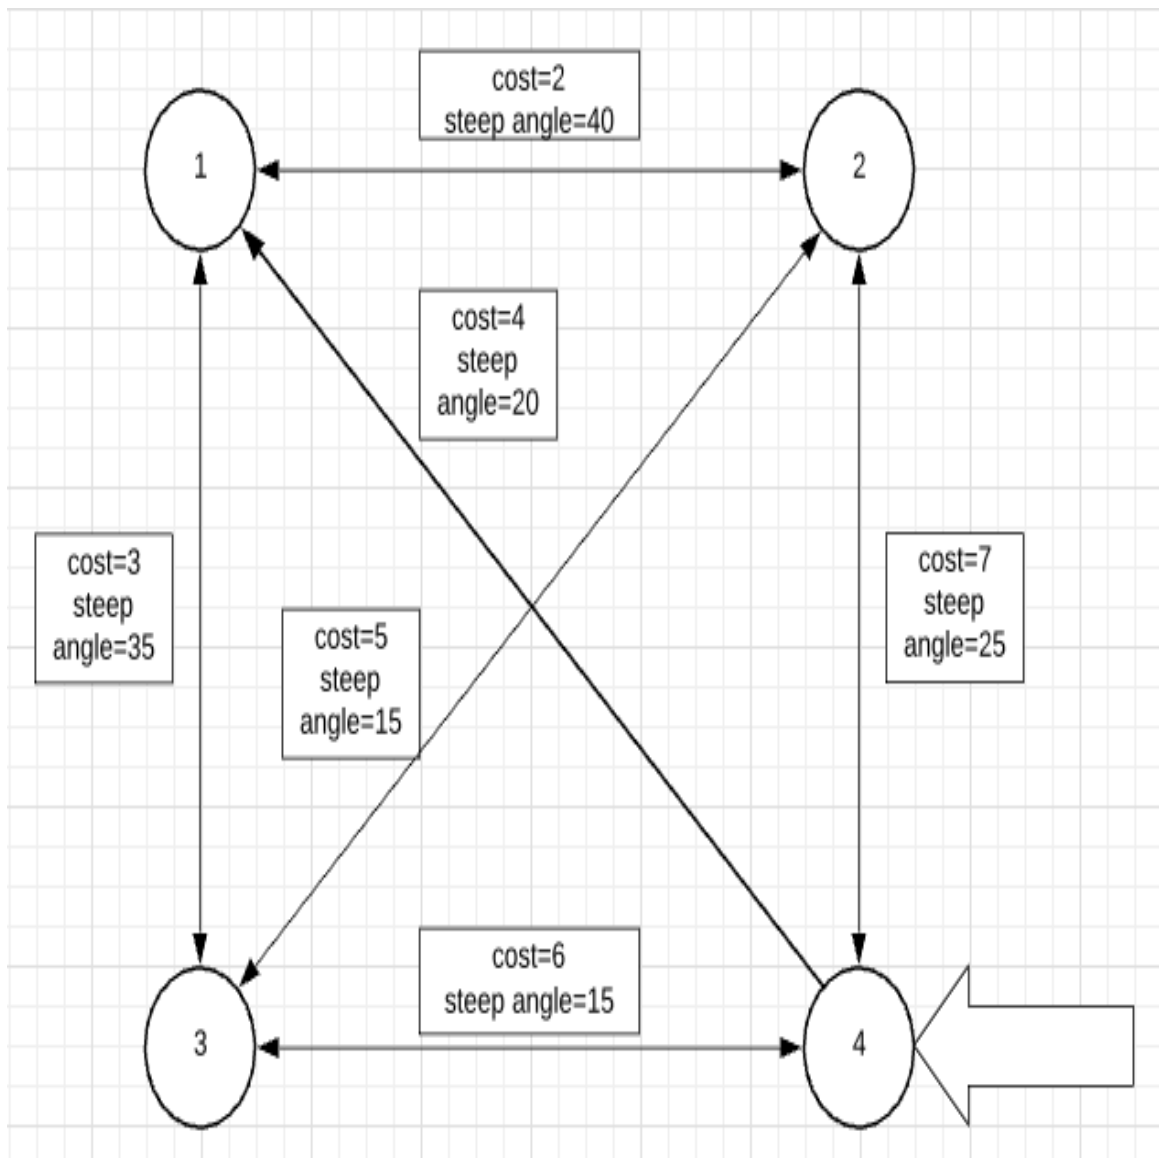 cost=2
steep angle=40
1
2
cost=4
steep
angle=20
cost=3
steep
angle=35
cost=5
steep
angle=15
cost=7
steep
angle=25
cost=6
steep angle=15
3
4